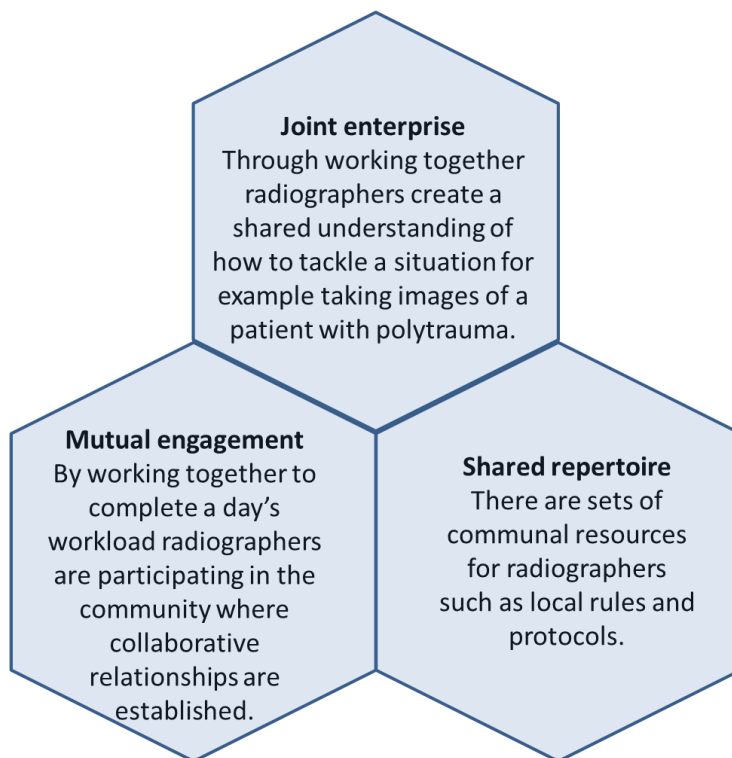 Joint enterprise
Through working together
radiographers create a
shared understanding of
how to tackle a situation for
example taking images of a
patient with polytrauma.
Mutual engagement
By working together to
complete a day’s
workload radiographers
are participating in the
community where
collaborative
relationships are
established.
Shared repertoire
There are sets of
communal resources
for radiographers
such as local rules and
protocols.